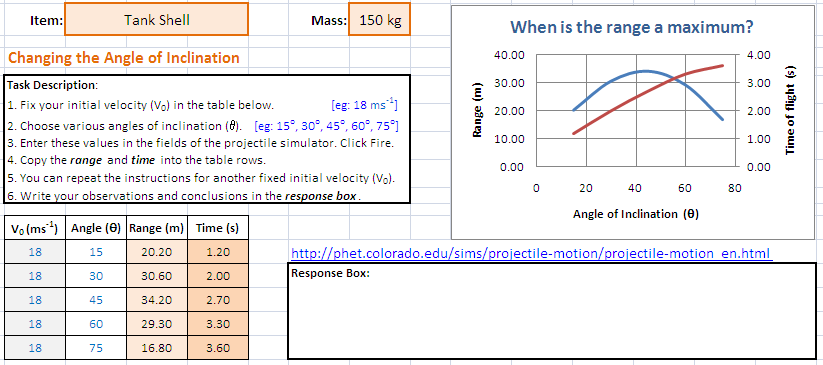 Item: Tank Shell Mass: 150 kg
Changing the Angle of Inclination
Task Description:
1. Fix your initial velocity (V₀) in the table below. [eg: 18 ms⁻¹]
2. Choose various angles of inclination (θ). [eg: 15⁰, 30⁰, 45⁰, 60⁰, 75⁰]
3. Enter these values in the fields of the projectile simulator. Click Fire.
4. Copy the range and time into the table rows.
5. You can repeat the instructions for another fixed initial velocity (V₀).
6. Write your observations and conclusions in the response box.
When is the range a maximum?
Range (m)
40.00
30.00
20.00
10.00
0.00
4.00
3.00
2.00
1.00
0.00
Time of flight (s)
0 20 40 60 80
Angle of Inclination (θ)
V₀ (ms⁻¹) Angle (θ) Range (m) Time (s)
18 15 20.20 1.20
18 30 30.60 2.00
18 45 34.20 2.70
18 60 29.30 3.30
18 75 16.80 3.60
http://phet.colorado.edu/sims/projectile-motion/projectile-motion_en.html
Response Box: